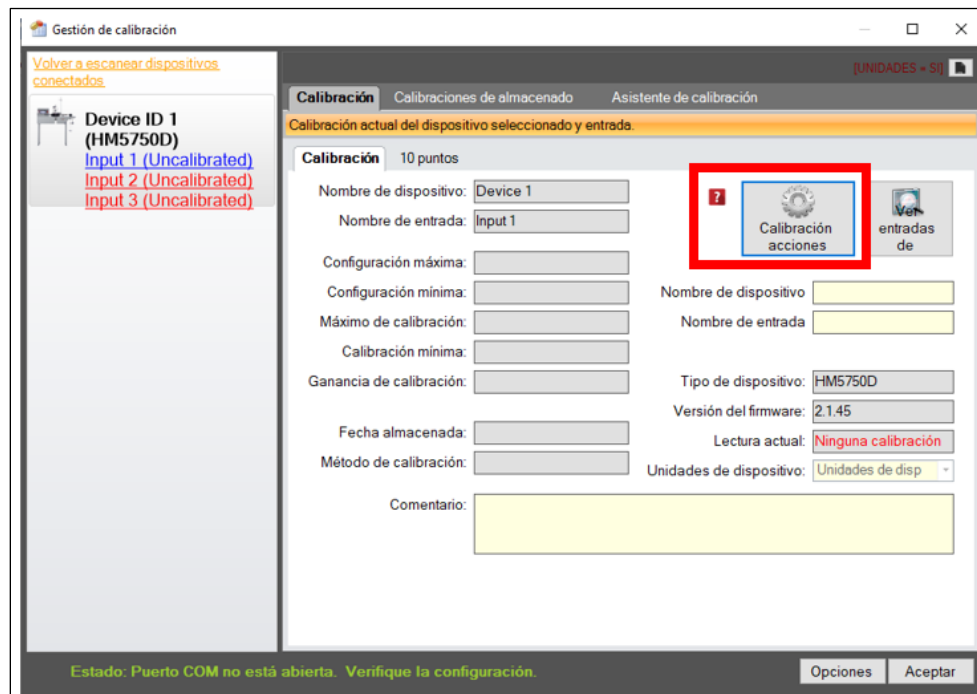 Gestión de calibración
Volver a escanear dispositivos
conectados
Device ID 1
(HM5750D)
Input 1 (Uncalibrated)
Input 2 (Uncalibrated)
Input 3 (Uncalibrated)
[UNIDADES = SI]
Calibración Calibraciones de almacenado Asistente de calibración
Calibración actual del dispositivo seleccionado y entrada.
Calibración 10 puntos
Nombre de dispositivo: Device 1
Nombre de entrada: Input 1
Configuración máxima:
Configuración mínima:
Máximo de calibración:
Calibración mínima:
Ganancia de calibración:
Fecha almacenada:
Método de calibración:
Comentario:
?
Calibración
acciones
Ver
entradas
de
Nombre de dispositivo
Nombre de entrada
Tipo de dispositivo: HM5750D
Versión del firmware: 2.1.45
Lectura actual: Ninguna calibración
Unidades de dispositivo: Unidades de disp
Estado: Puerto COM no está abierta. Verifique la configuración.
Opciones Aceptar